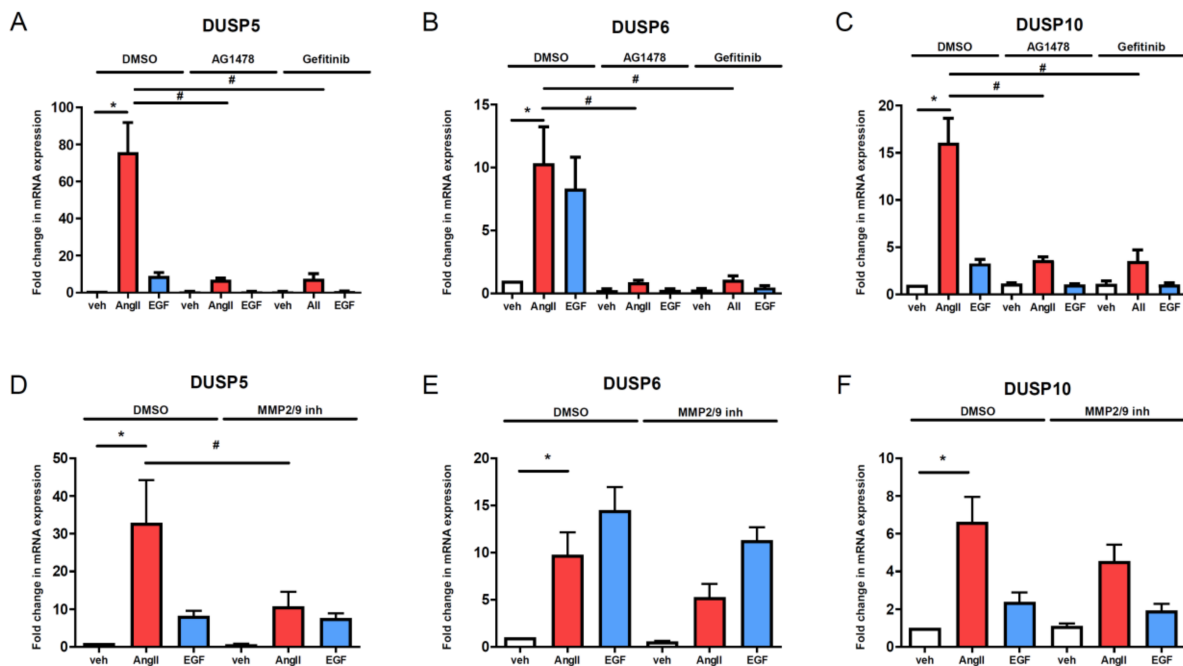 A
DUSP5
DMSO AG1478 Gefitinib
#
#
*
Fold change in mRNA expression
100
80
60
40
20
0
veh AngII EGF veh AngII EGF veh AII EGF
B
DUSP6
DMSO AG1478 Gefitinib
#
#
*
Fold change in mRNA expression
15
10
5
0
veh AngII EGF veh AngII EGF veh AII EGF
C
DUSP10
DMSO AG1478 Gefitinib
#
#
*
Fold change in mRNA expression
20
15
10
5
0
veh AngII EGF veh AngII EGF veh AII EGF
D
DUSP5
DMSO MMP2/9 inh
*
#
Fold change in mRNA expression
50
40
30
20
10
0
veh AngII EGF veh AngII EGF
E
DUSP6
DMSO MMP2/9 inh
*
Fold change in mRNA expression
20
15
10
5
0
veh AngII EGF veh AngII EGF
F
DUSP10
DMSO MMP2/9 inh
*
Fold change in mRNA expression
10
8
6
4
2
0
veh AngII EGF veh AngII EGF